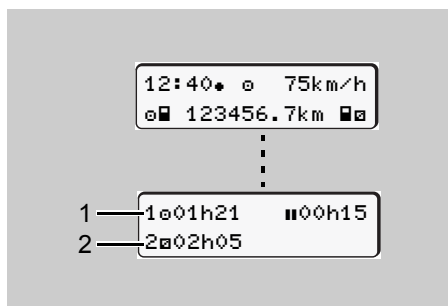 12:40● ⊙ 75km/h
⊙▮ 123456.7km ▮⧄
1 1⊙01h21 ▮▮00h15
2 2⧄02h05